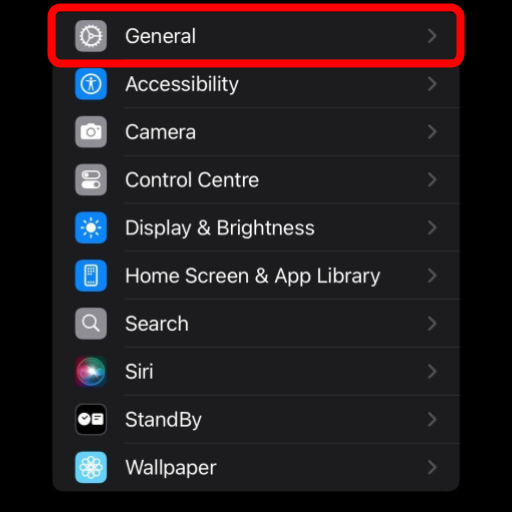 General
Accessibility
Camera
Control Centre
Display & Brightness
Home Screen & App Library
Search
Siri
StandBy
Wallpaper